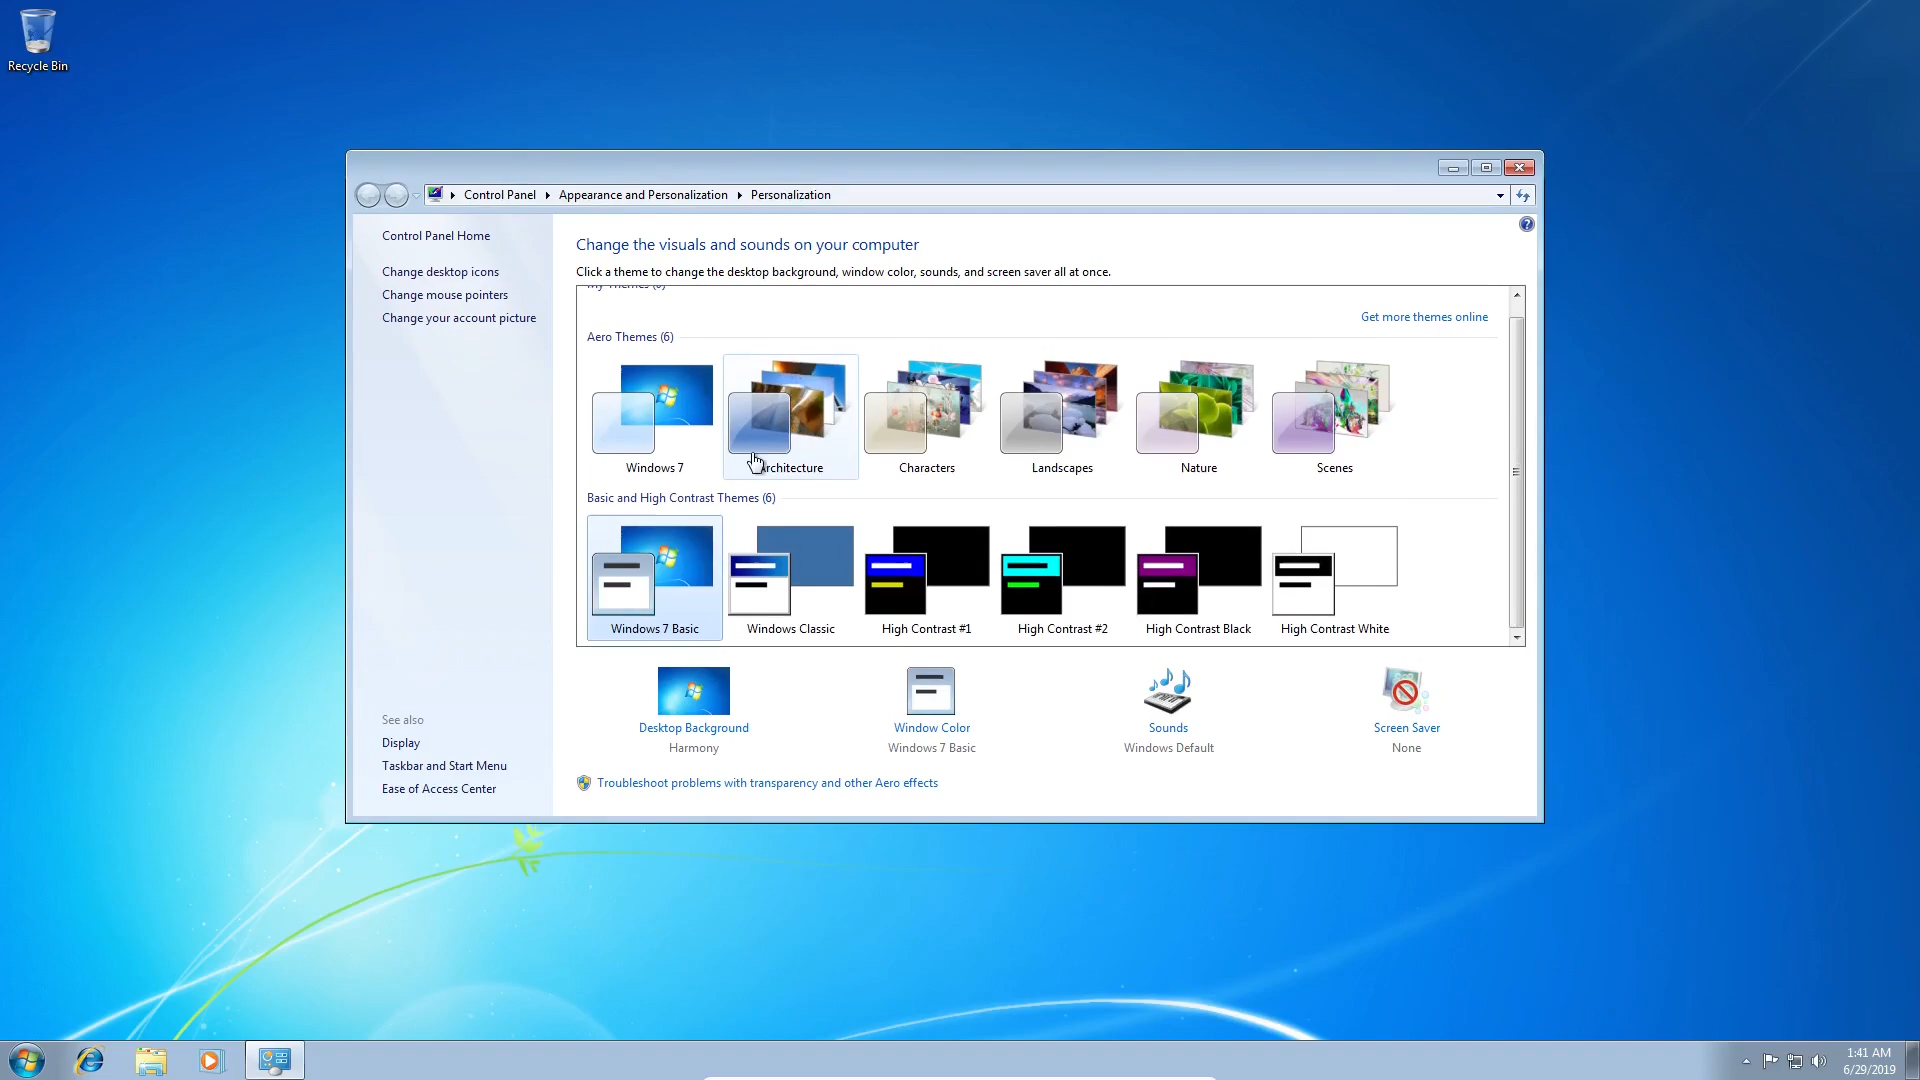 Recycle Bin
Control Panel
Appearance and Personalization
Personalization
Control Panel Home
Change desktop icons
Change mouse pointers
Change your account picture
See also
Display
Taskbar and Start Menu
Ease of Access Center
Change the visuals and sounds on your computer
Click a theme to change the desktop background, window color, sounds, and screen saver all at once.
My Themes (0)
Get more themes online
Aero Themes (6)
Windows 7
Architecture
Characters
Landscapes
Nature
Scenes
Basic and High Contrast Themes (6)
Windows 7 Basic
Windows Classic
High Contrast #1
High Contrast #2
High Contrast Black
High Contrast White
Desktop Background
Harmony
Window Color
Windows 7 Basic
Sounds
Windows Default
Screen Saver
None
Troubleshoot problems with transparency and other Aero effects
1:41 AM
6/29/2019